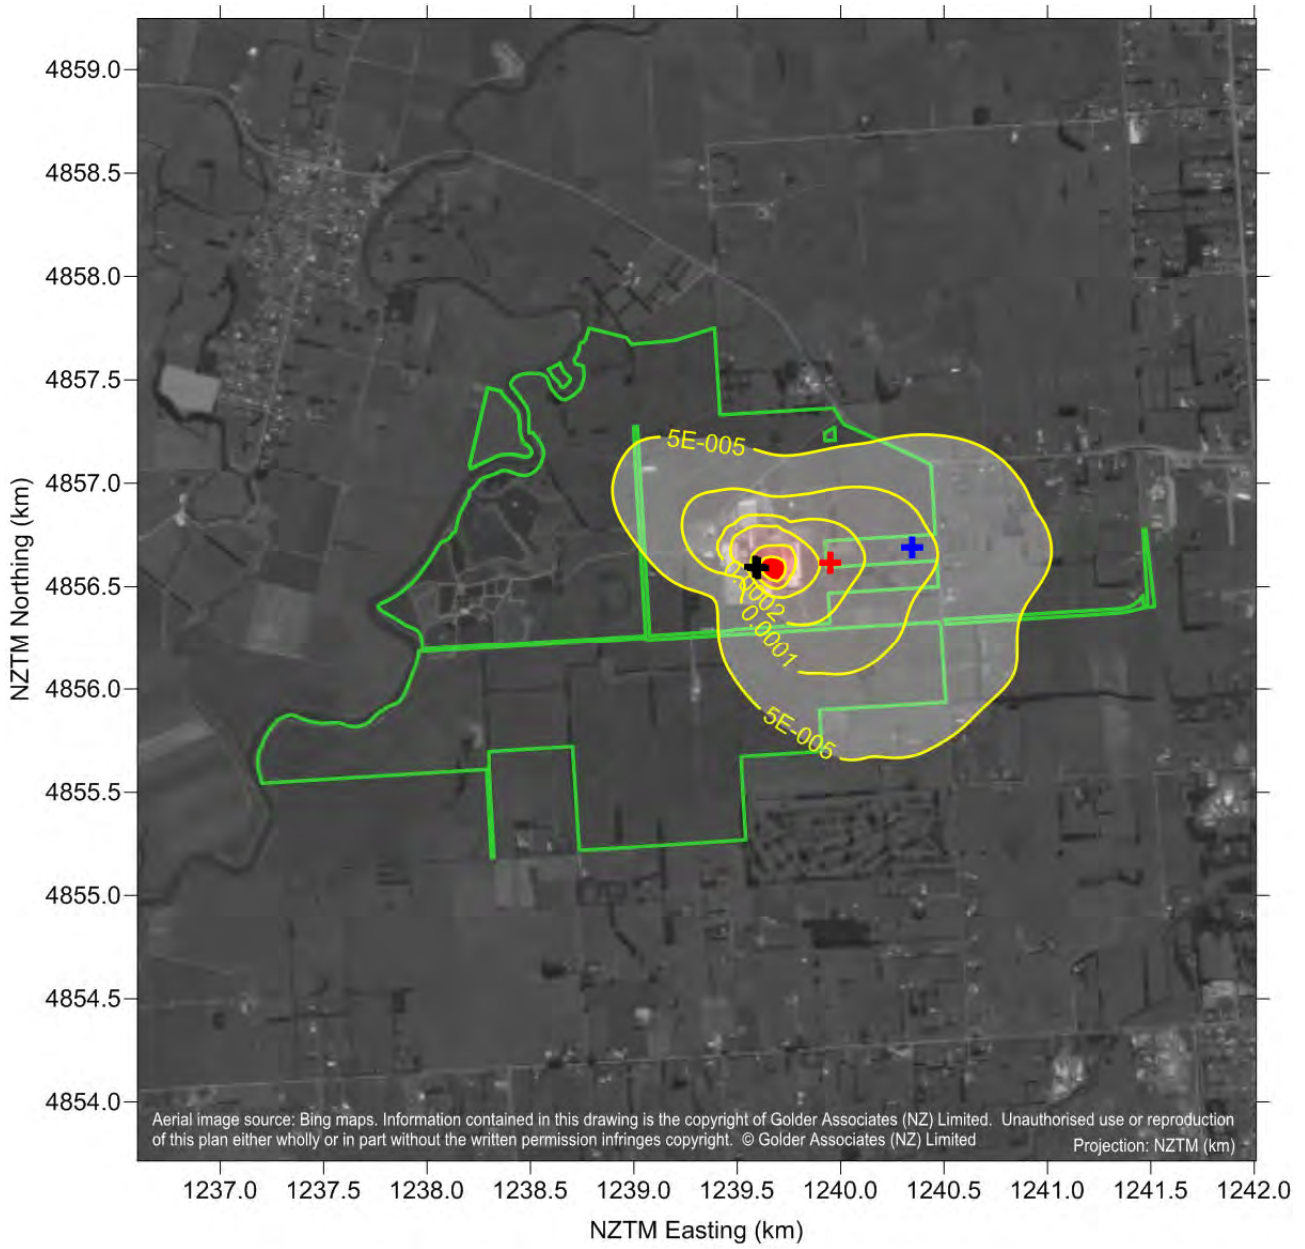 4859.0
4858.5
4858.0
4857.5
4857.0
4856.5
4856.0
4855.5
4855.0
4854.5
4854.0
NZTM Northing (km)
5E-005
0.0002
0.0001
5E-005
Aerial image source: Bing maps. Information contained in this drawing is the copyright of Golder Associates (NZ) Limited. Unauthorised use or reproduction
of this plan either wholly or in part without the written permission infringes copyright. © Golder Associates (NZ) Limited
Projection: NZTM (km)
1237.0 1237.5 1238.0 1238.5 1239.0 1239.5 1240.0 1240.5 1241.0 1241.5 1242.0
NZTM Easting (km)